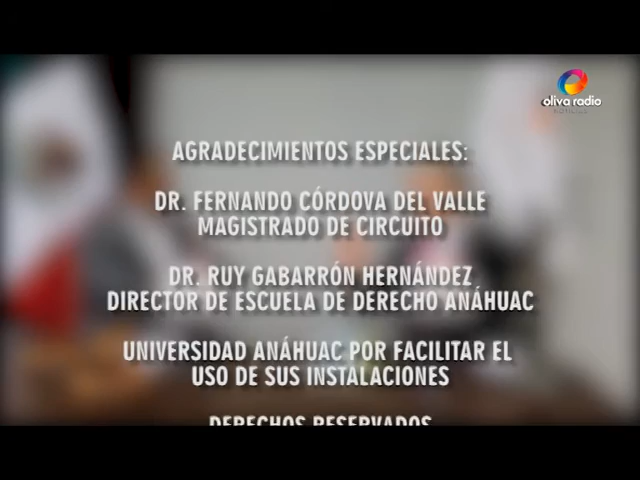 oliva radio
AGRADECIMIENTOS ESPECIALES:
DR. FERNANDO CÓRDOVA DEL VALLE
MAGISTRADO DE CIRCUITO
DR. RUY GABARRÓN HERNÁNDEZ
DIRECTOR DE ESCUELA DE DERECHO ANÁHUAC
UNIVERSIDAD ANÁHUAC POR FACILITAR EL
USO DE SUS INSTALACIONES
DERECHOS RESERVADOS